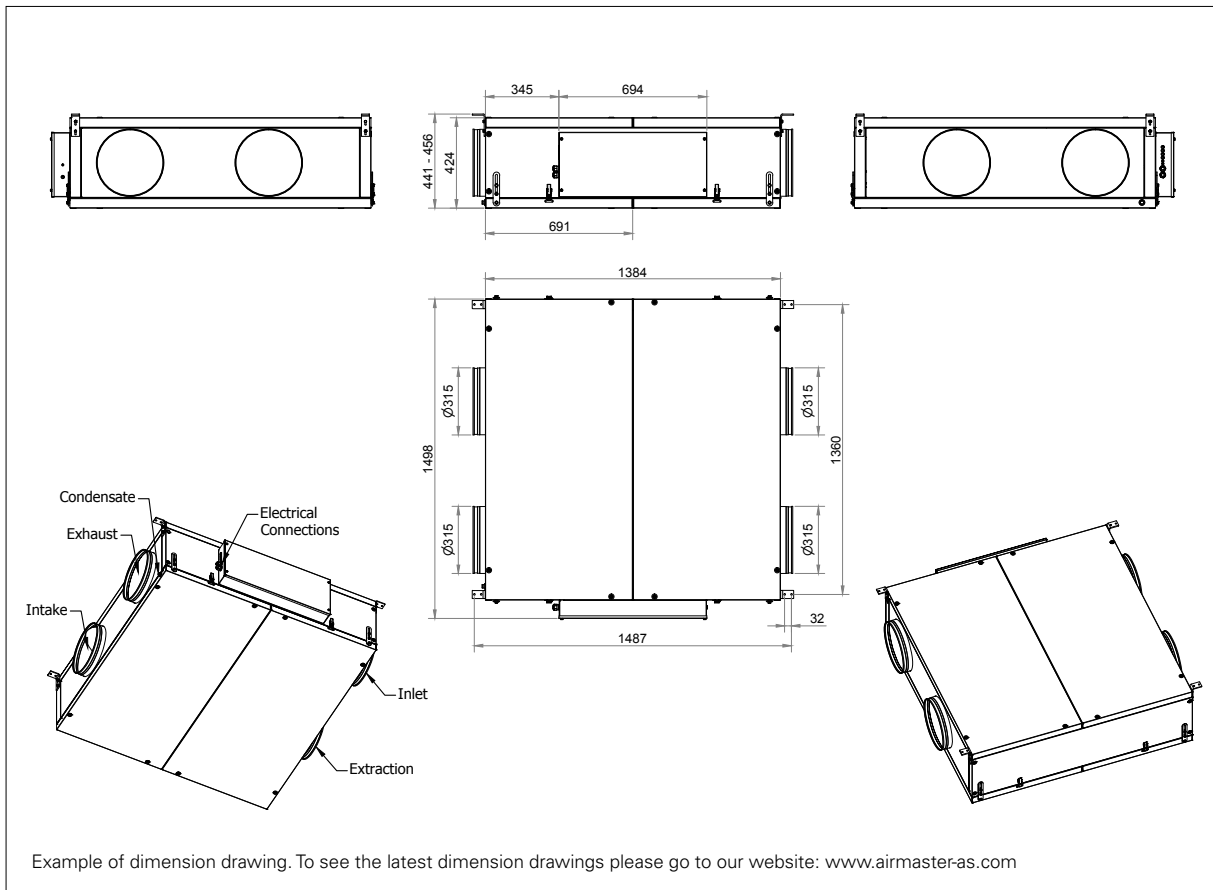 345
694
441 - 456
424
691
1384
1498
Ø315
Ø315
Ø315
Ø315
1360
32
1487
Condensate
Exhaust
Intake
Electrical
Connections
Inlet
Extraction
Example of dimension drawing. To see the latest dimension drawings please go to our website: www.airmaster-as.com